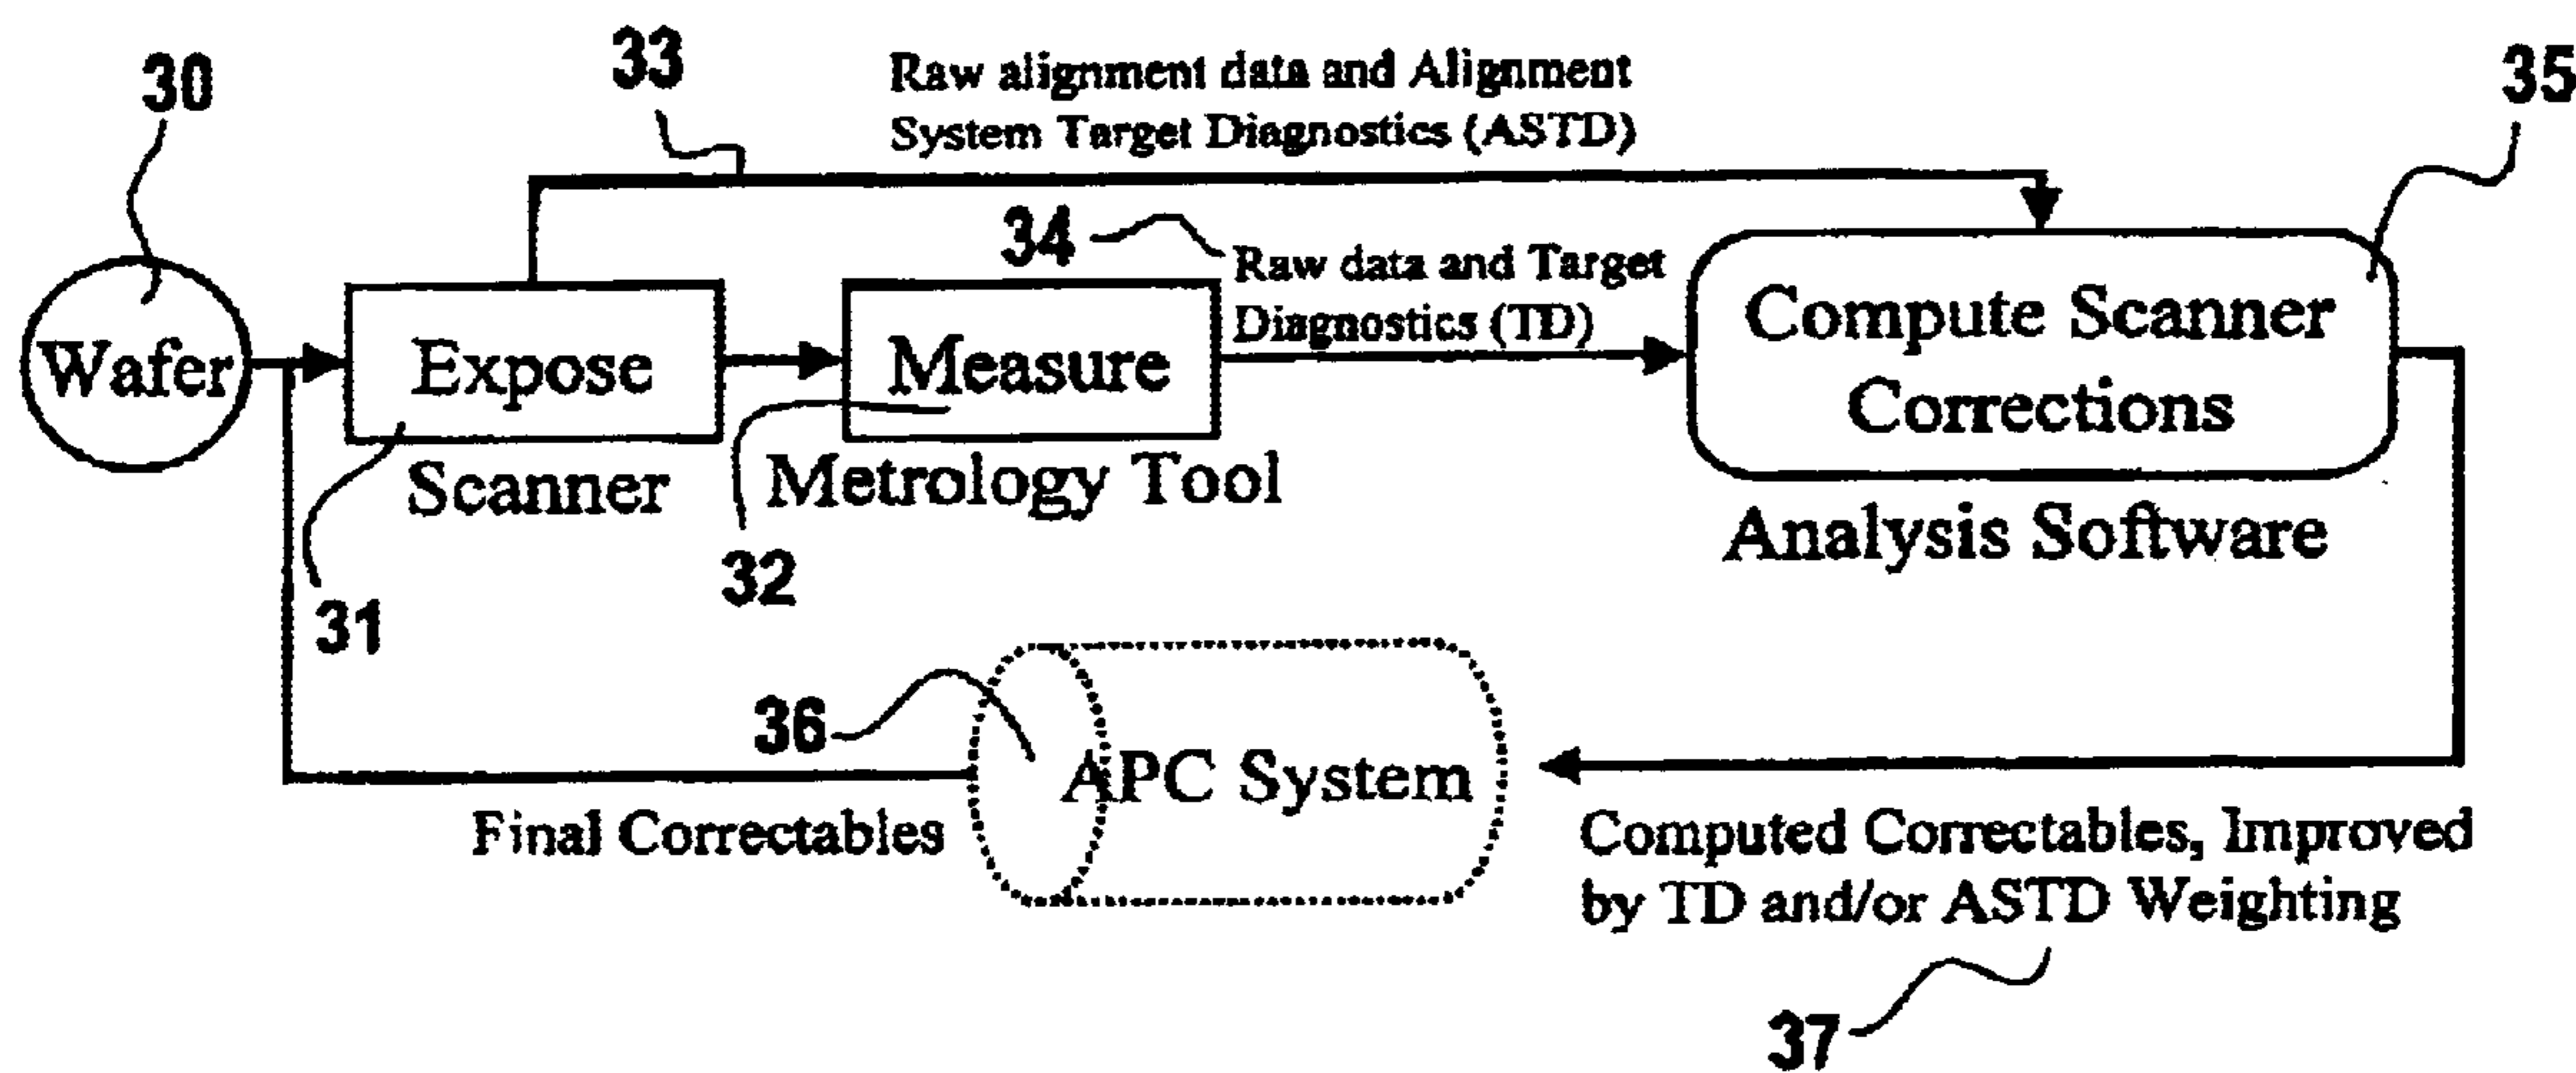 33
Raw alignment data and Alignment
System Target Diagnostics (ASTD)
35
30
34
Raw data and Target
Diagnostics (TD)
Wafer
Expose
Measure
Compute Scanner
Corrections
Scanner
Metrology Tool
Analysis Software
31
32
36
APC System
Final Correctables
Computed Correctables, Improved
by TD and/or ASTD Weighting
37